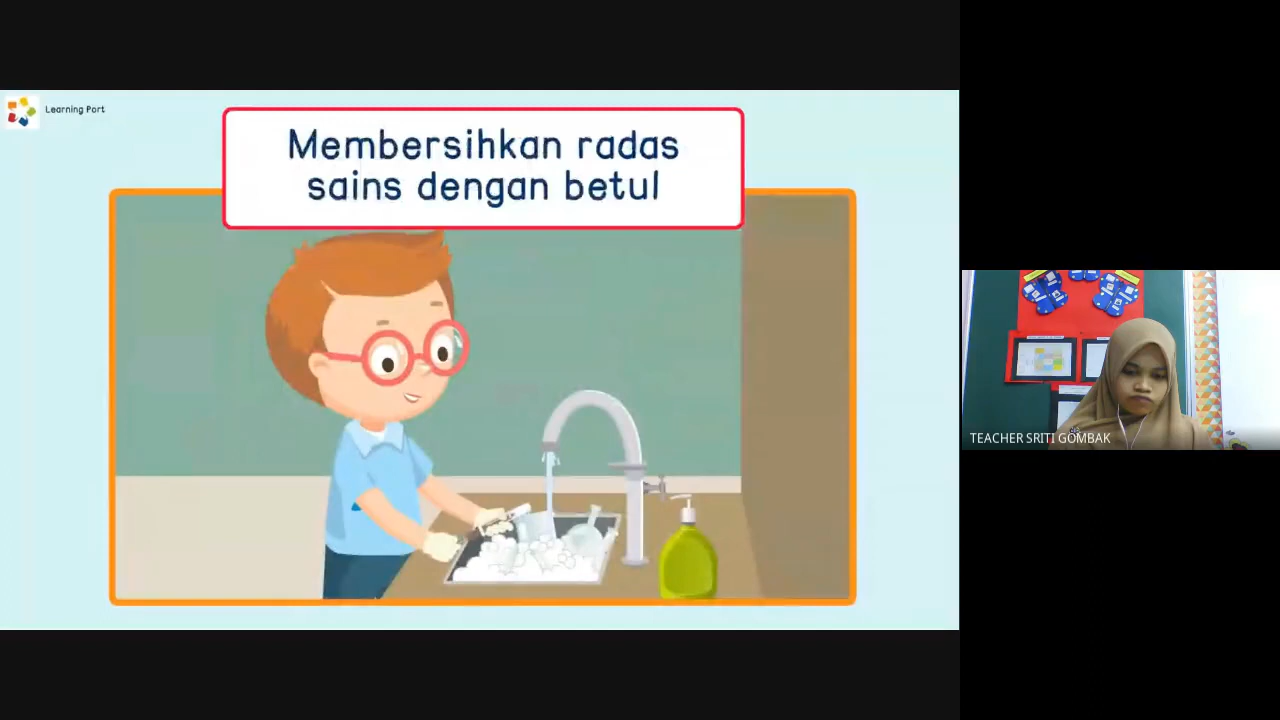 Learning Port
Membersihkan radas
sains dengan betul
TEACHER SRITI GOMBAK